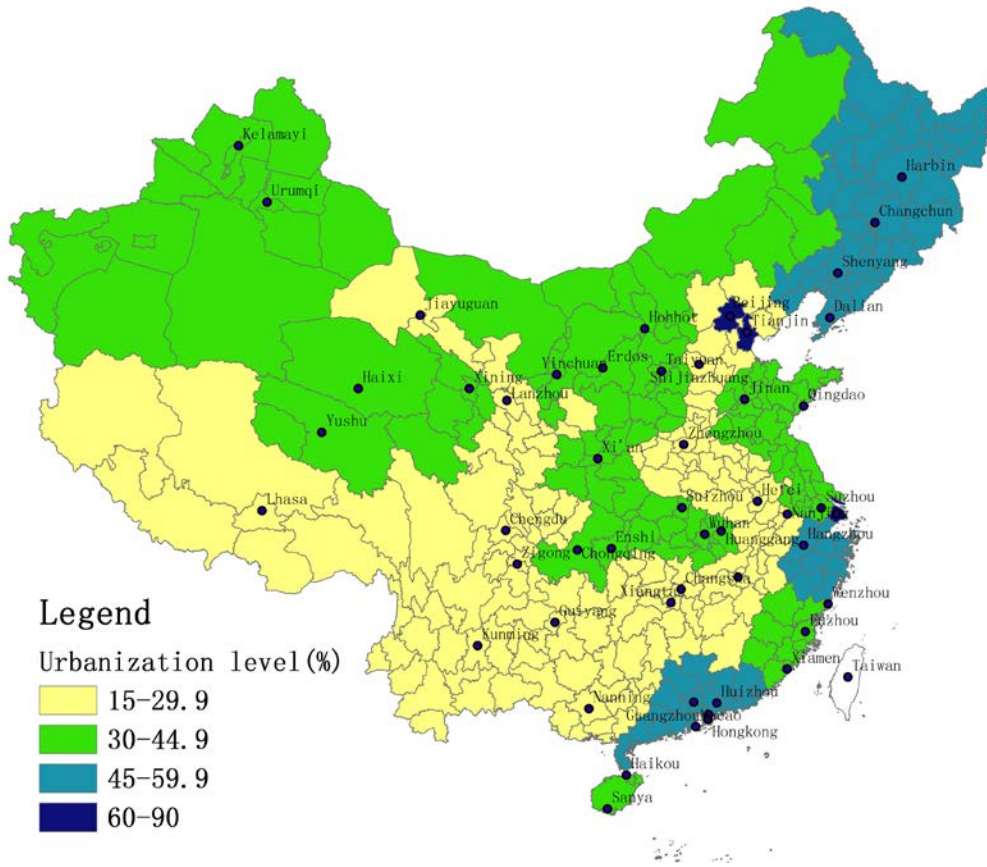 Kelamayi
Urumqi
Harbin
Changchun
Shenyang
Jiayuguan
Beijing
Dalian
Tianjin
Hohhot
Erdos
Taiyuan
Yinchuan
Shijiazhuang
Haixi
Xining
Jinan
Lanzhou
Qingdao
Yushu
Zhengzhou
Xi'an
Lhasa
Suizhou
Hefei
Suzhou
Chengdu
Wuhan
Huanggang
Enshi
Hangzhou
Zigong
Chongqing
Changsha
Wenzhou
Guiyang
Fuzhou
Kunming
Xiamen
Taiwan
Nanning
Huizhou
Guangzhou
Hongkong
Haikou
Sanya
Legend
Urbanization level(%)
15-29.9
30-44.9
45-59.9
60-90